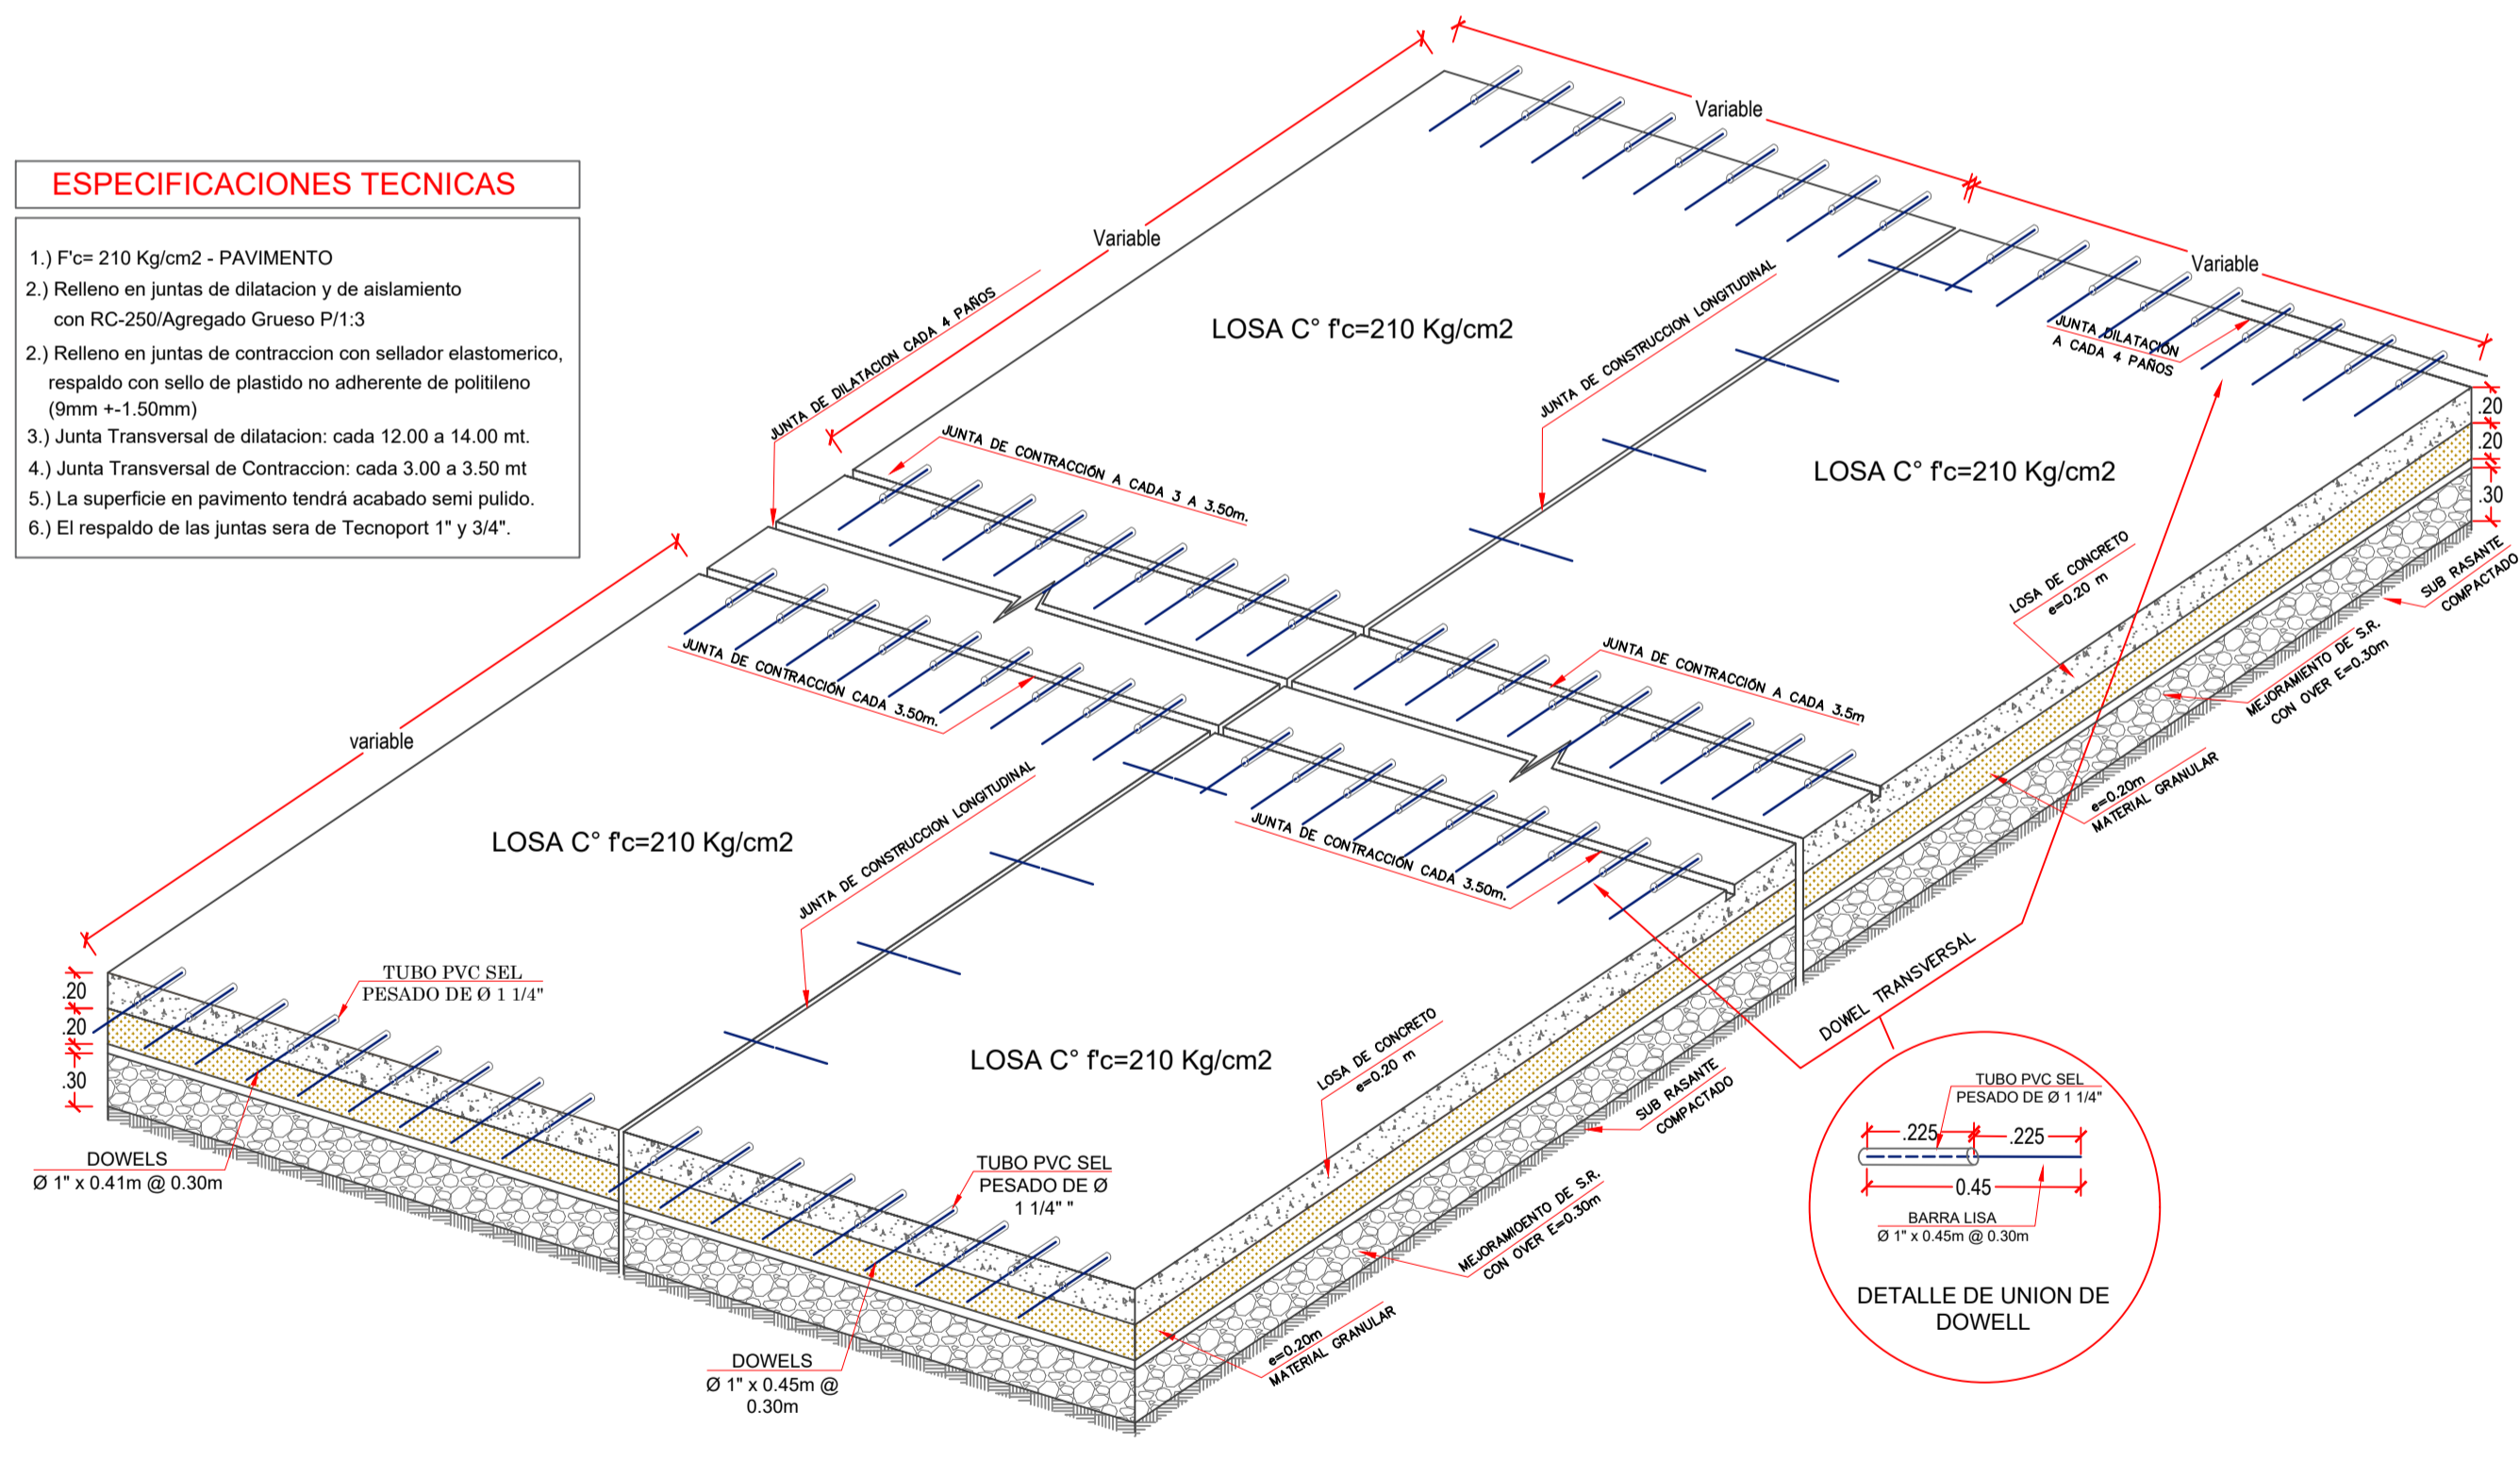 ESPECIFICACIONES TECNICAS
1.) F'c= 210 Kg/cm2 - PAVIMENTO
2.) Relleno en juntas de dilatacion y de aislamiento
con RC-250/Agregado Grueso P/1:3
2.) Relleno en juntas de contraccion con sellador elastomerico,
respaldo con sello de plastido no adherente de politileno
(9mm +-1.50mm)
3.) Junta Transversal de dilatacion: cada 12.00 a 14.00 mt.
4.) Junta Transversal de Contraccion: cada 3.00 a 3.50 mt
5.) La superficie en pavimento tendrá acabado semi pulido.
6.) El respaldo de las juntas sera de Tecnoport 1" y 3/4".
Variable
Variable
Variable
variable
JUNTA DE DILATACION CADA 4 PAÑOS
LOSA C° f'c=210 Kg/cm2
JUNTA DE CONSTRUCCION LONGITUDINAL
JUNTA DILATACIÓN
A CADA 4 PAÑOS
.20
.20
.30
JUNTA DE CONTRACCIÓN A CADA 3 A 3.50m.
LOSA C° f'c=210 Kg/cm2
LOSA DE CONCRETO
e=0.20 m
SUB RASANTE
COMPACTADO
MEJORAMIENTO DE S.R.
CON OVER E=0.30m
e=0.20m
MATERIAL GRANULAR
JUNTA DE CONTRACCIÓN CADA 3.50m.
JUNTA DE CONTRACCIÓN A CADA 3.5m
JUNTA DE CONSTRUCCION LONGITUDINAL
JUNTA DE CONTRACCIÓN CADA 3.50m.
LOSA C° f'c=210 Kg/cm2
LOSA C° f'c=210 Kg/cm2
.20
.20
.30
TUBO PVC SEL
PESADO DE Ø 1 1/4"
DOWELS
Ø 1" x 0.41m @ 0.30m
TUBO PVC SEL
PESADO DE Ø
1 1/4" "
DOWELS
Ø 1" x 0.45m @
0.30m
LOSA DE CONCRETO
e=0.20 m
SUB RASANTE
COMPACTADO
MEJORAMIOENTO DE S.R.
CON OVER E=0.30m
e=0.20m
MATERIAL GRANULAR
DOWEL TRANSVERSAL
TUBO PVC SEL
PESADO DE Ø 1 1/4"
.225
.225
0.45
BARRA LISA
Ø 1" x 0.45m @ 0.30m
DETALLE DE UNION DE
DOWELL